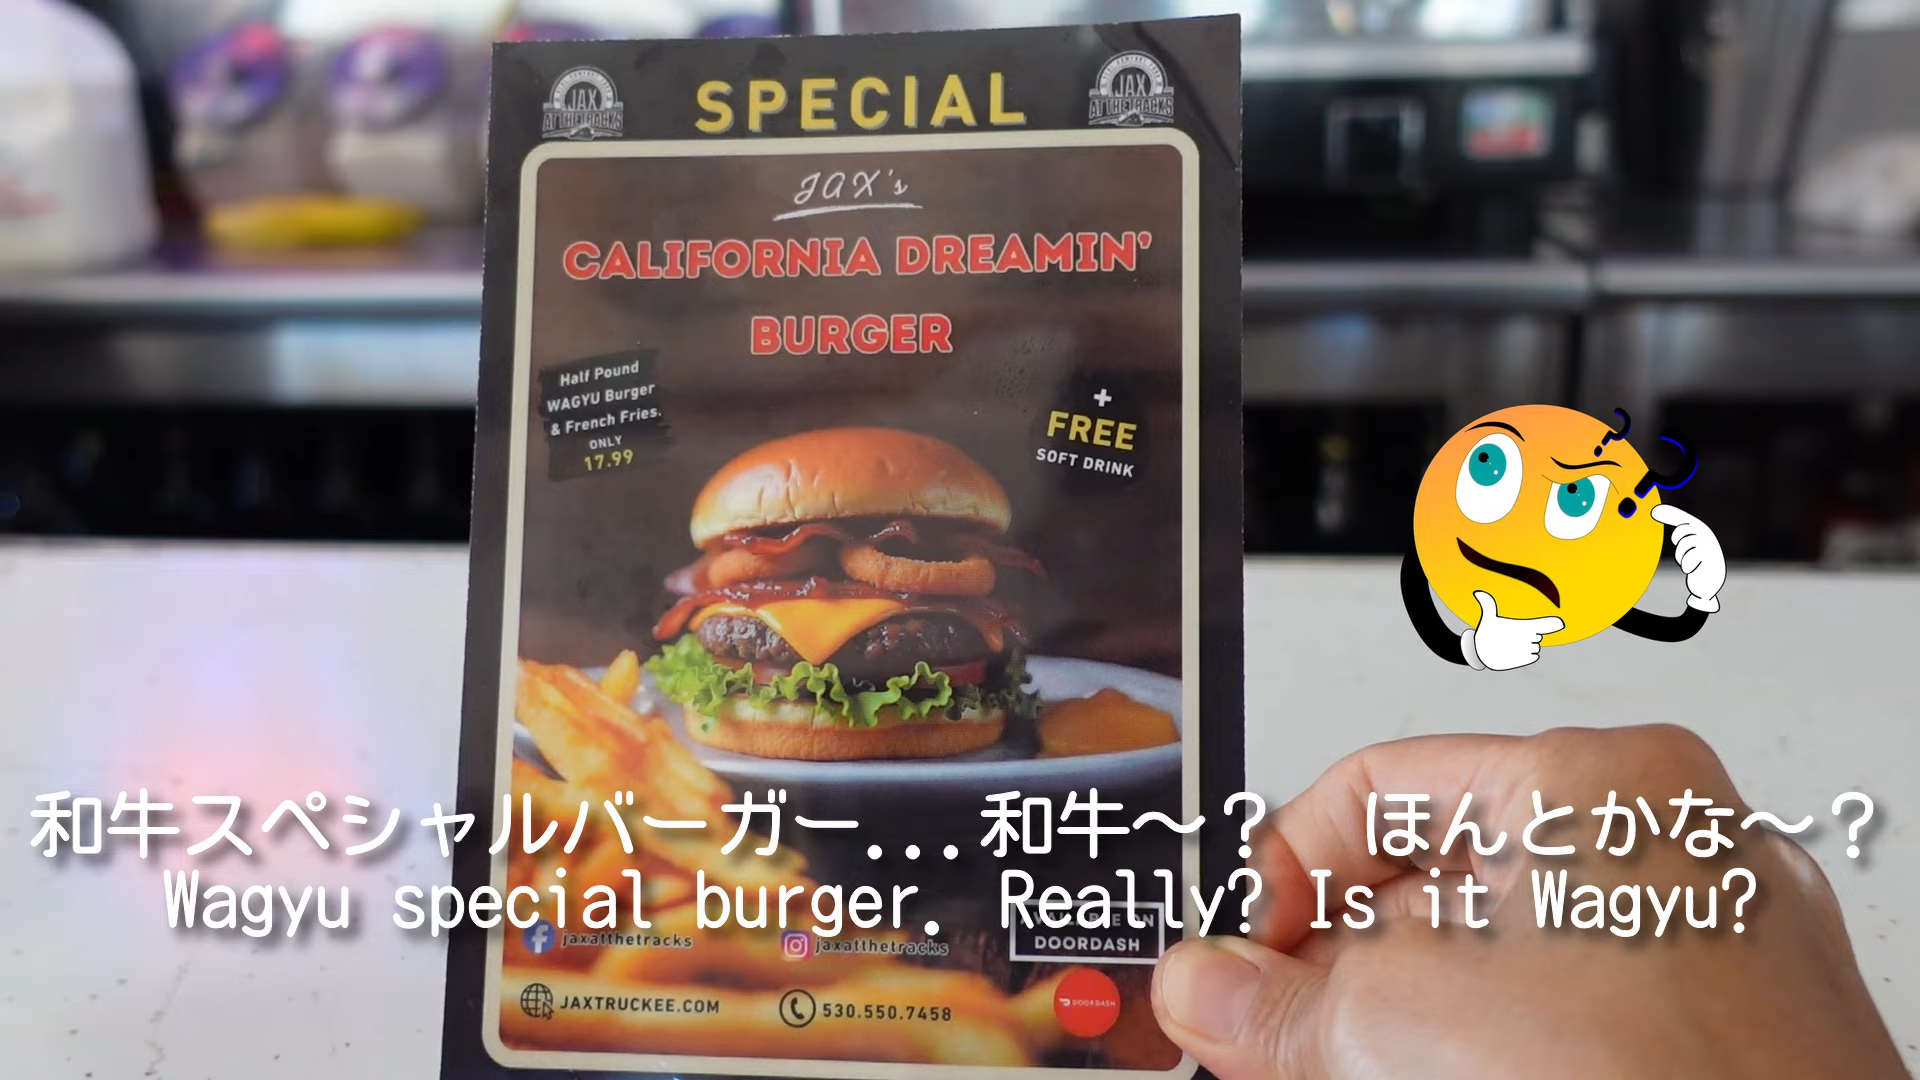 JAX
AT THE TRACKS
SPECIAL
JAX
AT THE TRACKS
JAX's
CALIFORNIA DREAMIN'
BURGER
Half Pound
WAGYU Burger
& French Fries.
ONLY
17.99
+
FREE
SOFT DRINK
和牛スペシャルバーガー...和牛～？　ほんとかな～？
Wagyu special burger. Really? Is it Wagyu?
jaxatthetracks
jaxatthetracks
AVAILABLE ON
DOORDASH
JAXTRUCKEE.COM
530.550.7458
DOORDASH